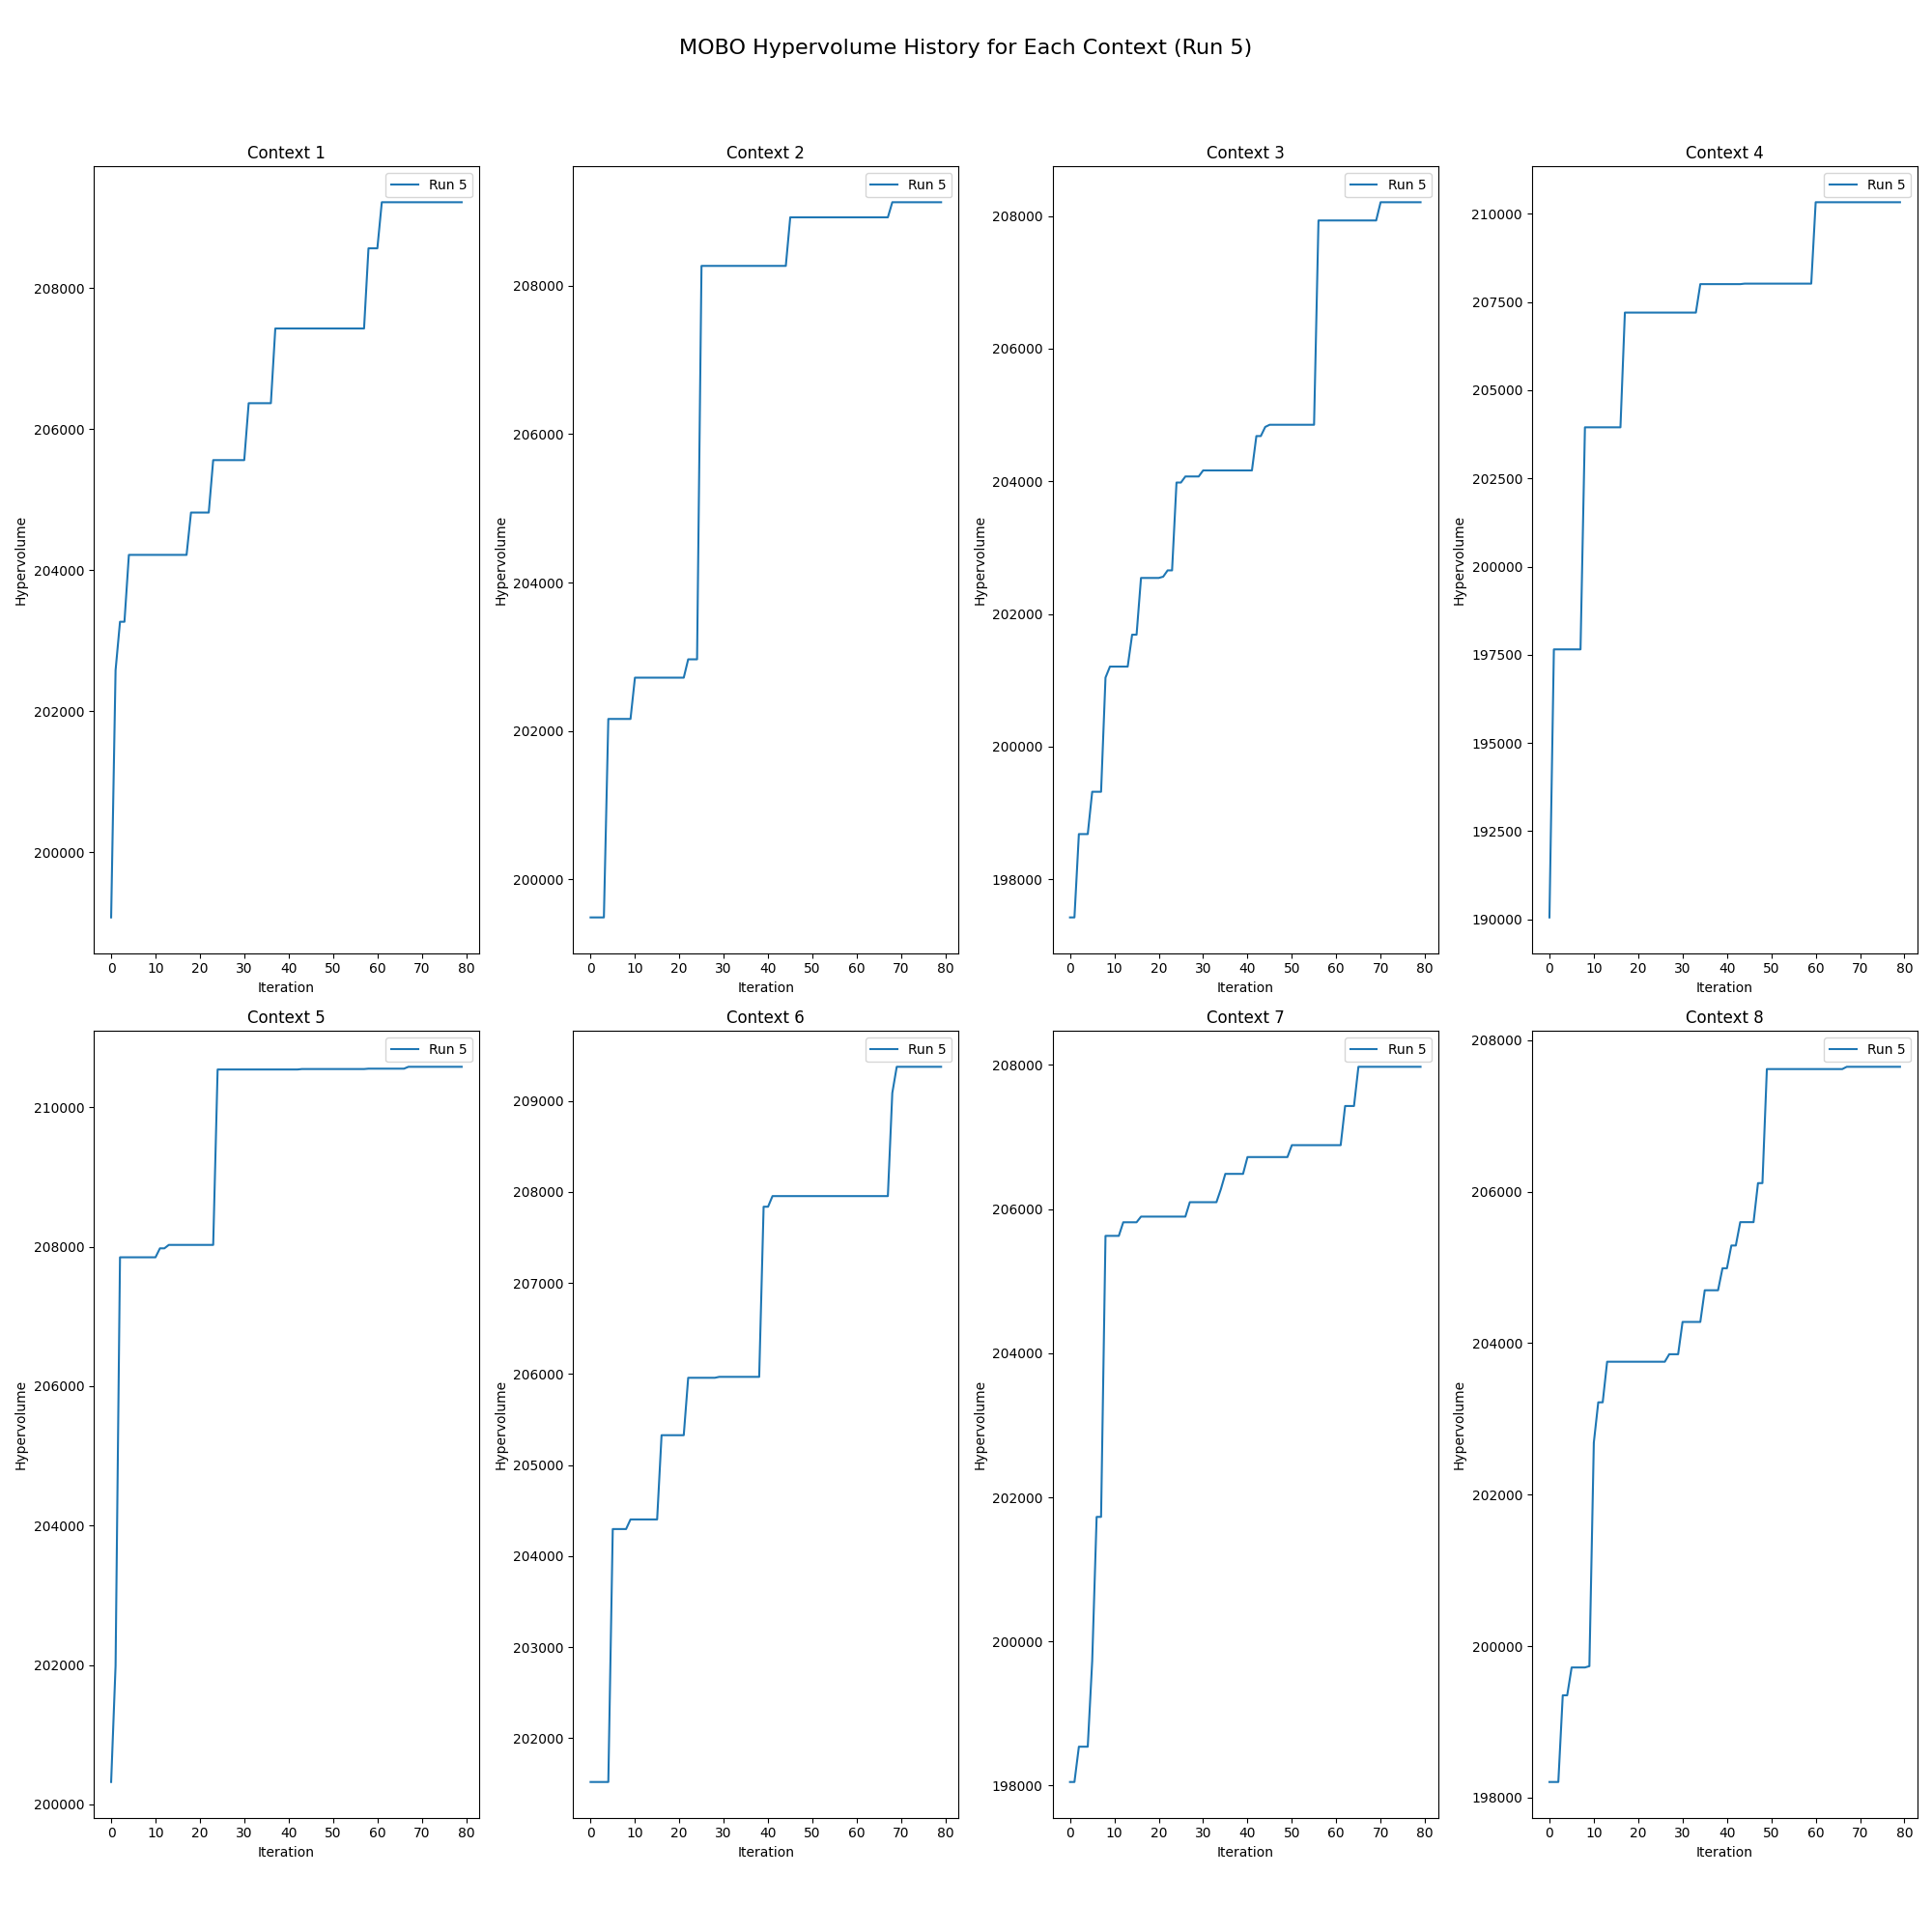 MOBO Hypervolume History for Each Context (Run 5)
Context 1
Run 5
208000
206000
204000
202000
200000
Hypervolume
0 10 20 30 40 50 60 70 80
Iteration
Context 2
Run 5
208000
206000
204000
202000
200000
Hypervolume
0 10 20 30 40 50 60 70 80
Iteration
Context 3
Run 5
208000
206000
204000
202000
200000
198000
Hypervolume
0 10 20 30 40 50 60 70 80
Iteration
Context 4
Run 5
210000
207500
205000
202500
200000
197500
195000
192500
190000
Hypervolume
0 10 20 30 40 50 60 70 80
Iteration
Context 5
Run 5
210000
208000
206000
204000
202000
200000
Hypervolume
0 10 20 30 40 50 60 70 80
Iteration
Context 6
Run 5
209000
208000
207000
206000
205000
204000
203000
202000
Hypervolume
0 10 20 30 40 50 60 70 80
Iteration
Context 7
Run 5
208000
206000
204000
202000
200000
198000
Hypervolume
0 10 20 30 40 50 60 70 80
Iteration
Context 8
Run 5
208000
206000
204000
202000
200000
198000
Hypervolume
0 10 20 30 40 50 60 70 80
Iteration